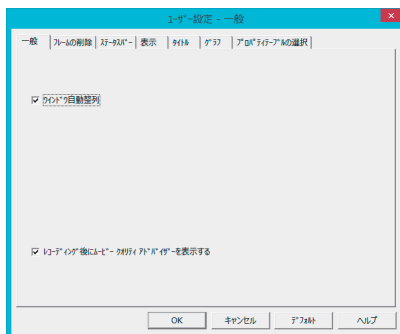 ユーザー設定 - 一般
一般 フレームの削除 ステータスバー 表示 タイトル グラフ プロパティテーブルの選択
ウインドウ自動整列
レコーディング後にムービー クオリティ アドバイザーを表示する
OK キャンセル デフォルト ヘルプ